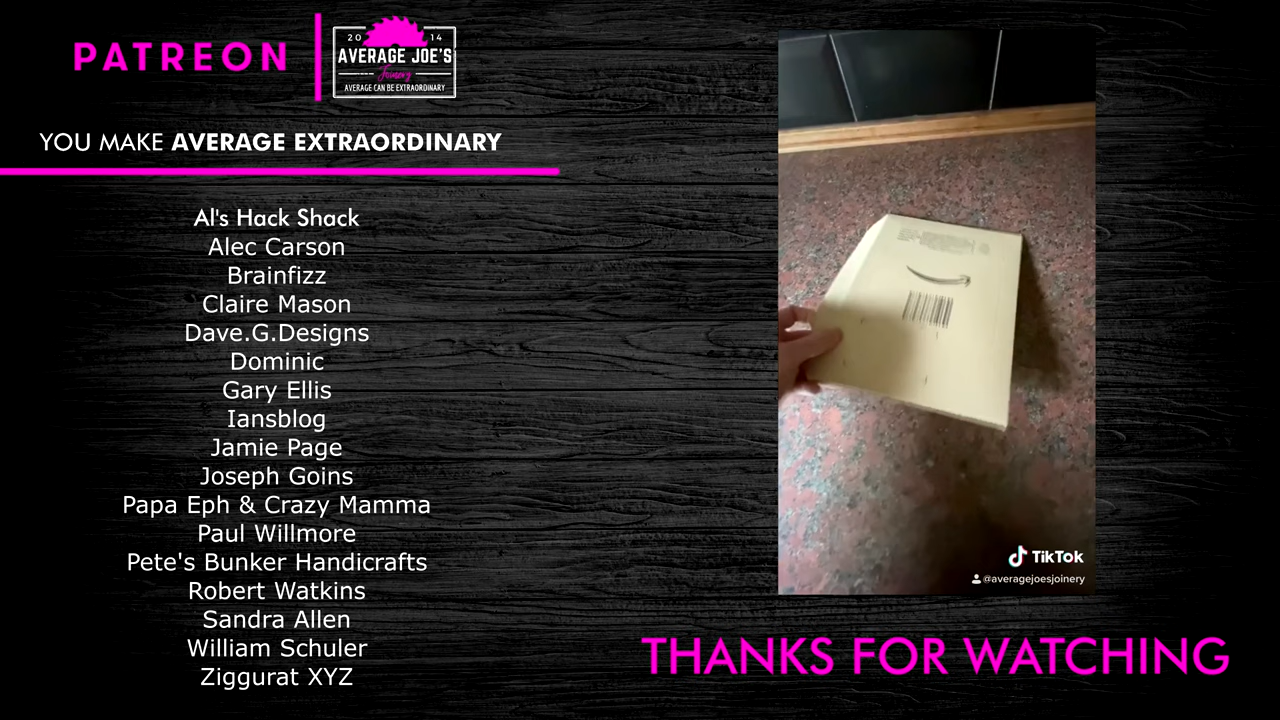 PATREON
20 14
AVERAGE JOE'S
Joinery
AVERAGE CAN BE EXTRAORDINARY
YOU MAKE AVERAGE EXTRAORDINARY
Al's Hack Shack
Alec Carson
Brainfizz
Claire Mason
Dave.G.Designs
Dominic
Gary Ellis
Iansblog
Jamie Page
Joseph Goins
Papa Eph & Crazy Mamma
Paul Willmore
Pete's Bunker Handicrafts
Robert Watkins
Sandra Allen
William Schuler
Ziggurat XYZ
TikTok
@averagejoesjoinery
THANKS FOR WATCHING